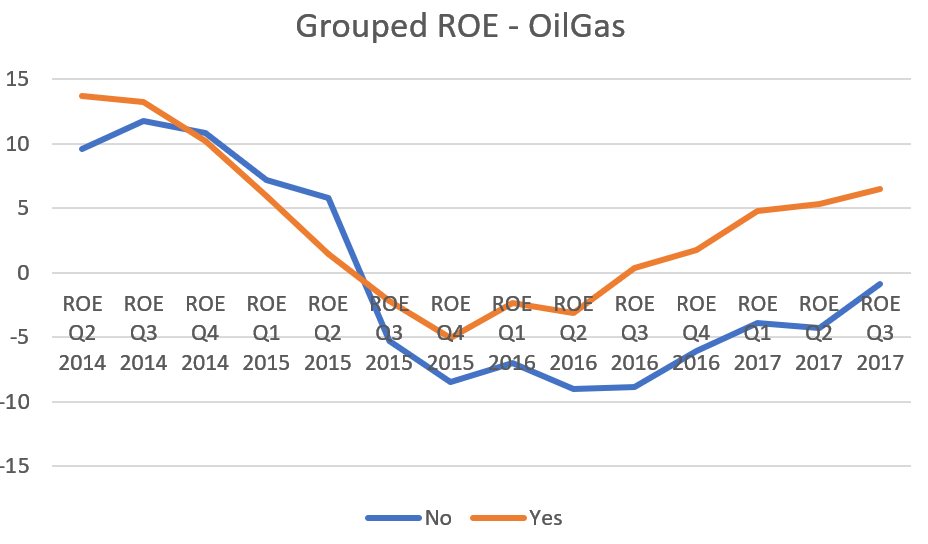 Grouped ROE - OilGas
15
10
5
0
-5
-10
-15
ROE ROE ROE ROE ROE ROE ROE ROE ROE ROE ROE ROE ROE ROE
Q2 Q3 Q4 Q1 Q2 Q3 Q4 Q1 Q2 Q3 Q4 Q1 Q2 Q3
2014 2014 2014 2015 2015 2015 2015 2016 2016 2016 2016 2017 2017 2017
No Yes